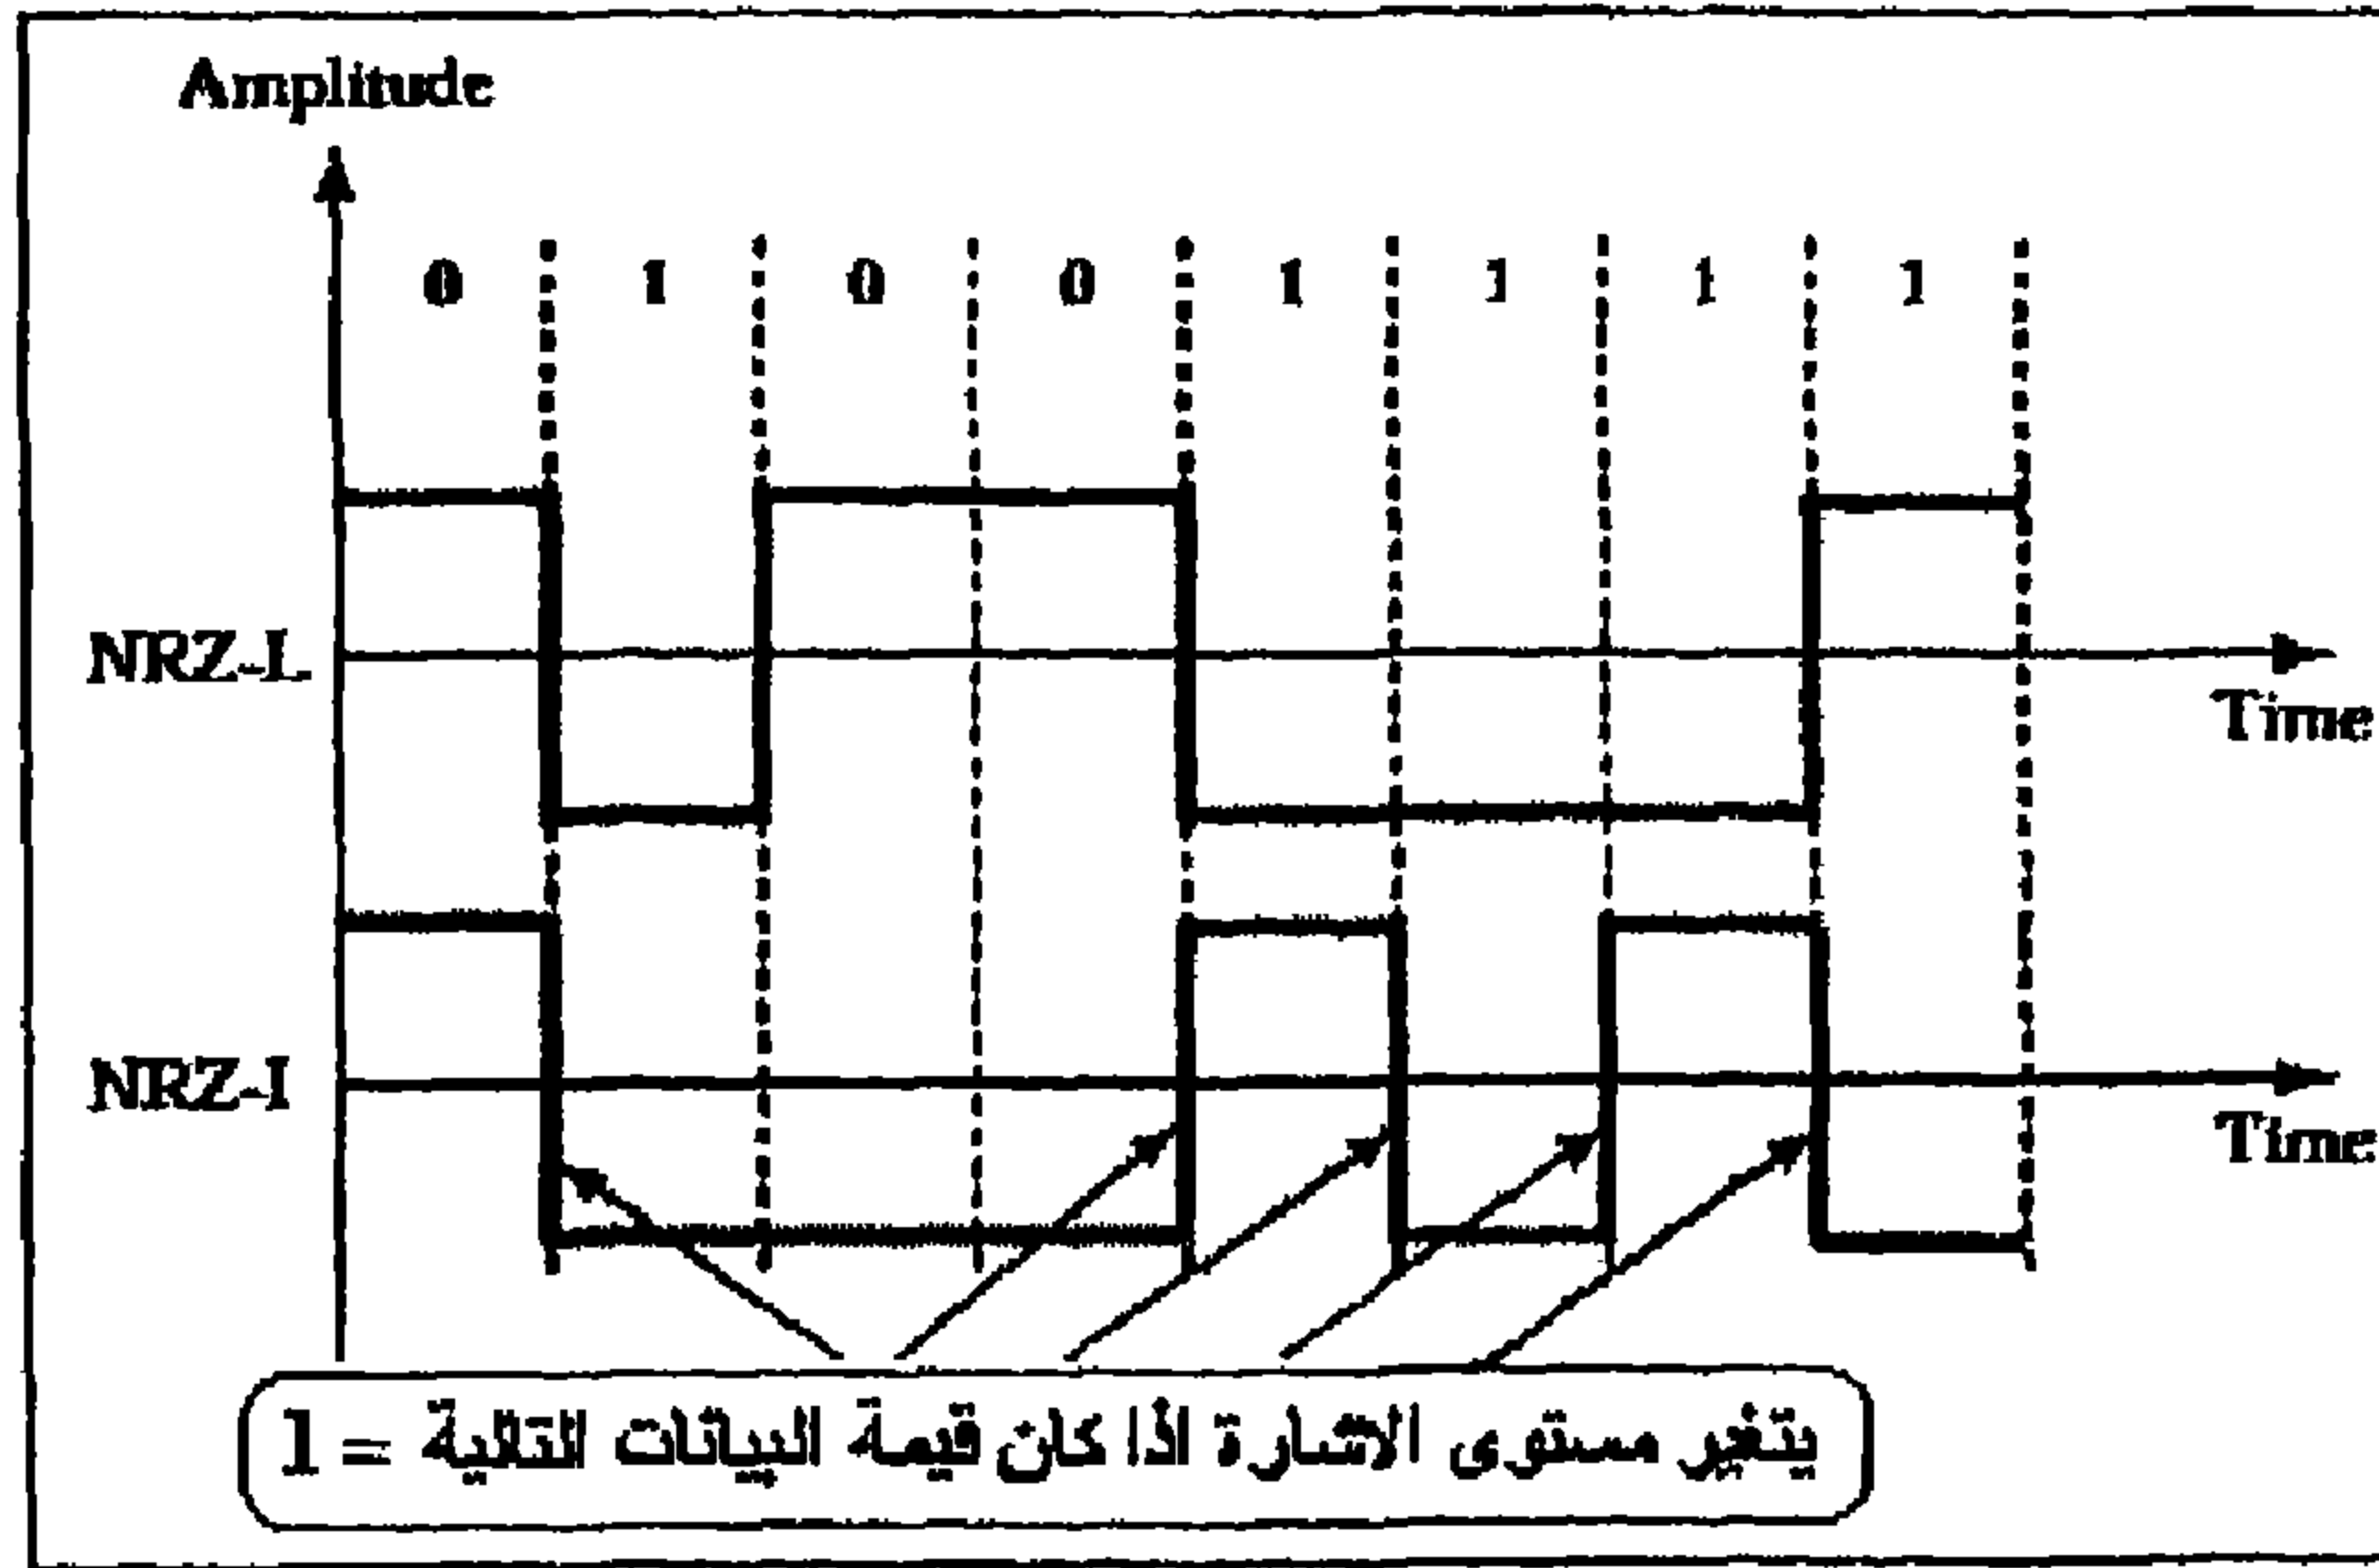 Amplitude
0 1 0 0 1 1 1 1
NRZ-L
Time
NRZ-I
Time
يتغير مستوى الاشارة اذا كان قيمة البيانات التالية = 1